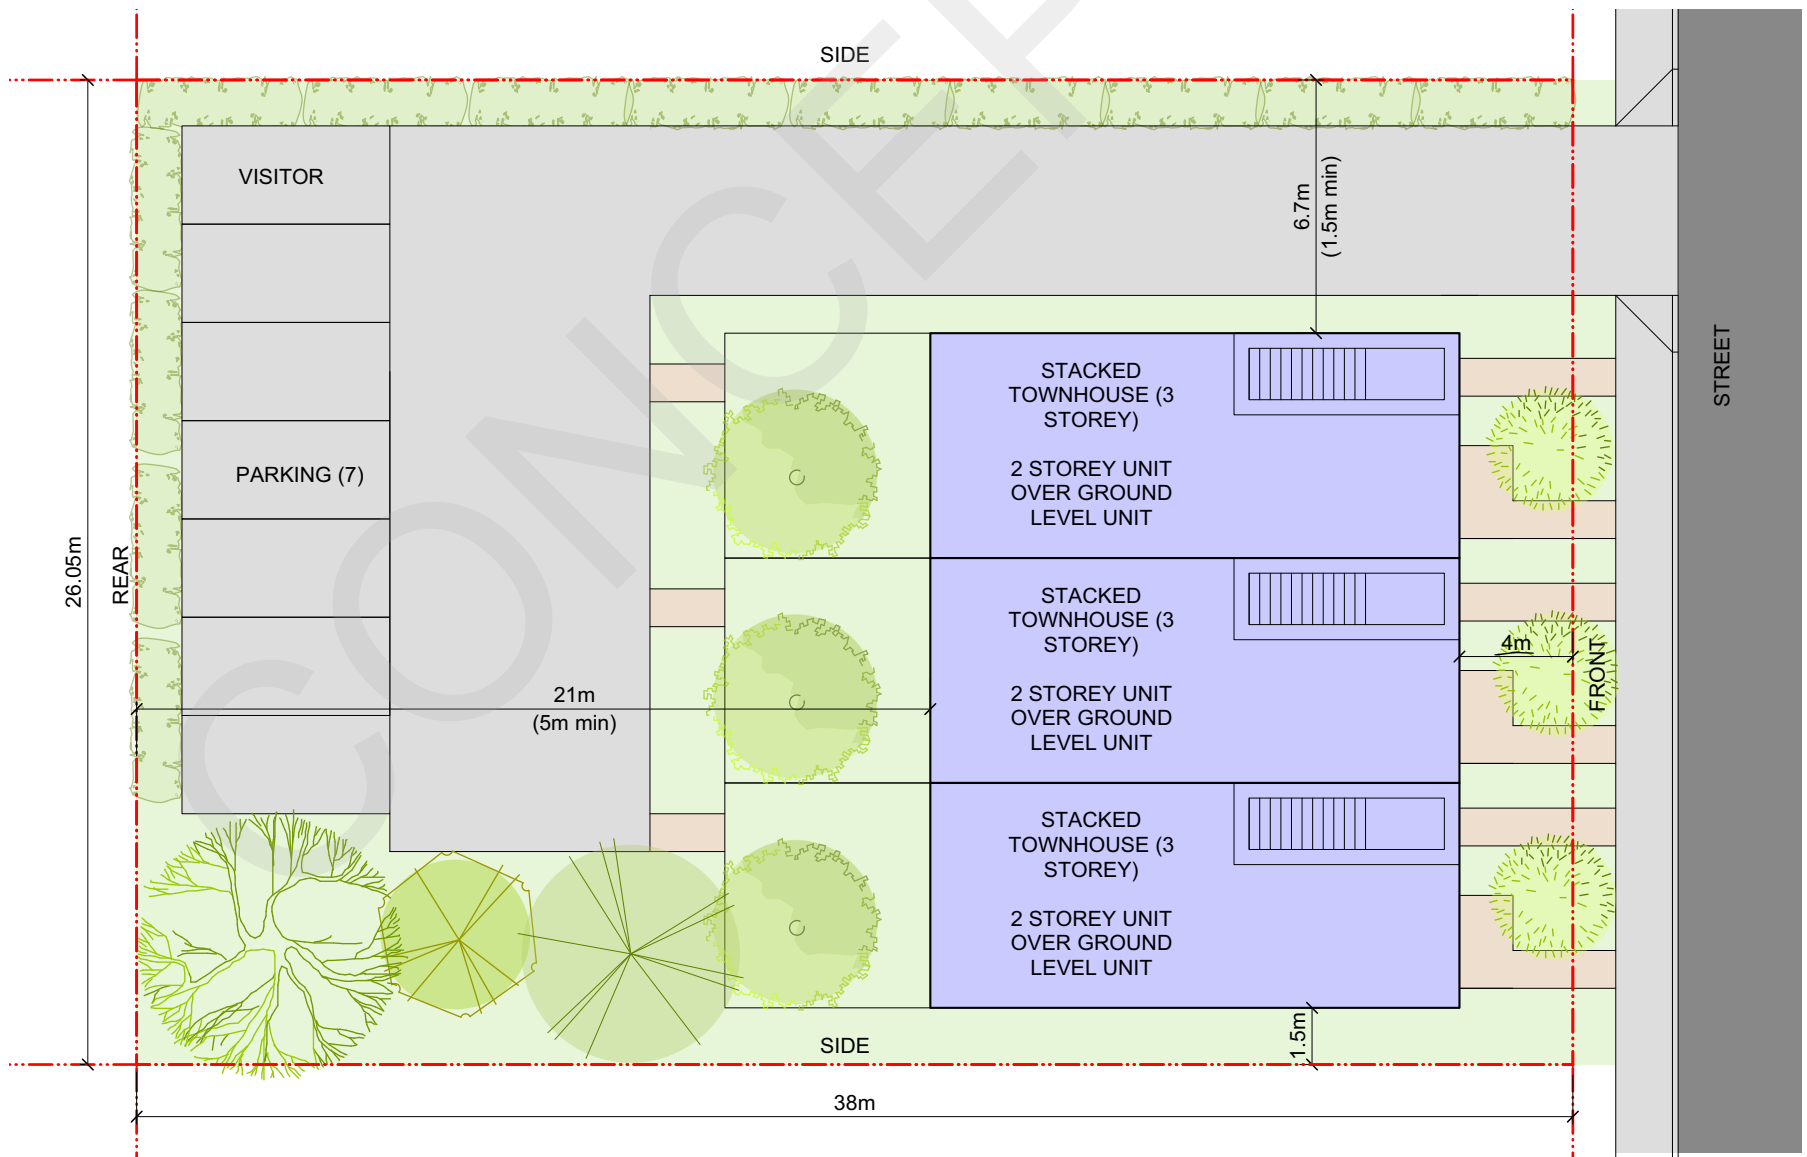 SIDE
VISITOR
6.7m
(1.5m min)
STACKED
TOWNHOUSE (3
STOREY)
2 STOREY UNIT
OVER GROUND
LEVEL UNIT
STREET
PARKING (7)
26.05m
REAR
STACKED
TOWNHOUSE (3
STOREY)
2 STOREY UNIT
OVER GROUND
LEVEL UNIT
4m
FRONT
21m
(5m min)
STACKED
TOWNHOUSE (3
STOREY)
2 STOREY UNIT
OVER GROUND
LEVEL UNIT
1.5m
SIDE
38m